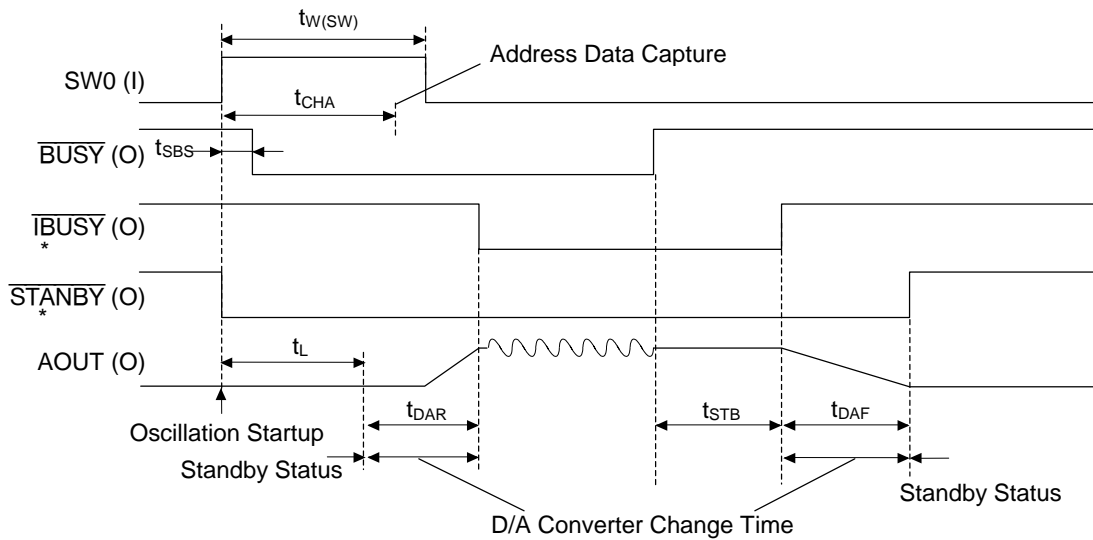 tW(SW)
Address Data Capture
SW0 (I)
tCHA
BUSY (O)
tSBS
IBUSY (O)
*
STANBY (O)
*
AOUT (O)
tL
tDAR
tSTB
tDAF
Oscillation Startup
Standby Status
Standby Status
D/A Converter Change Time